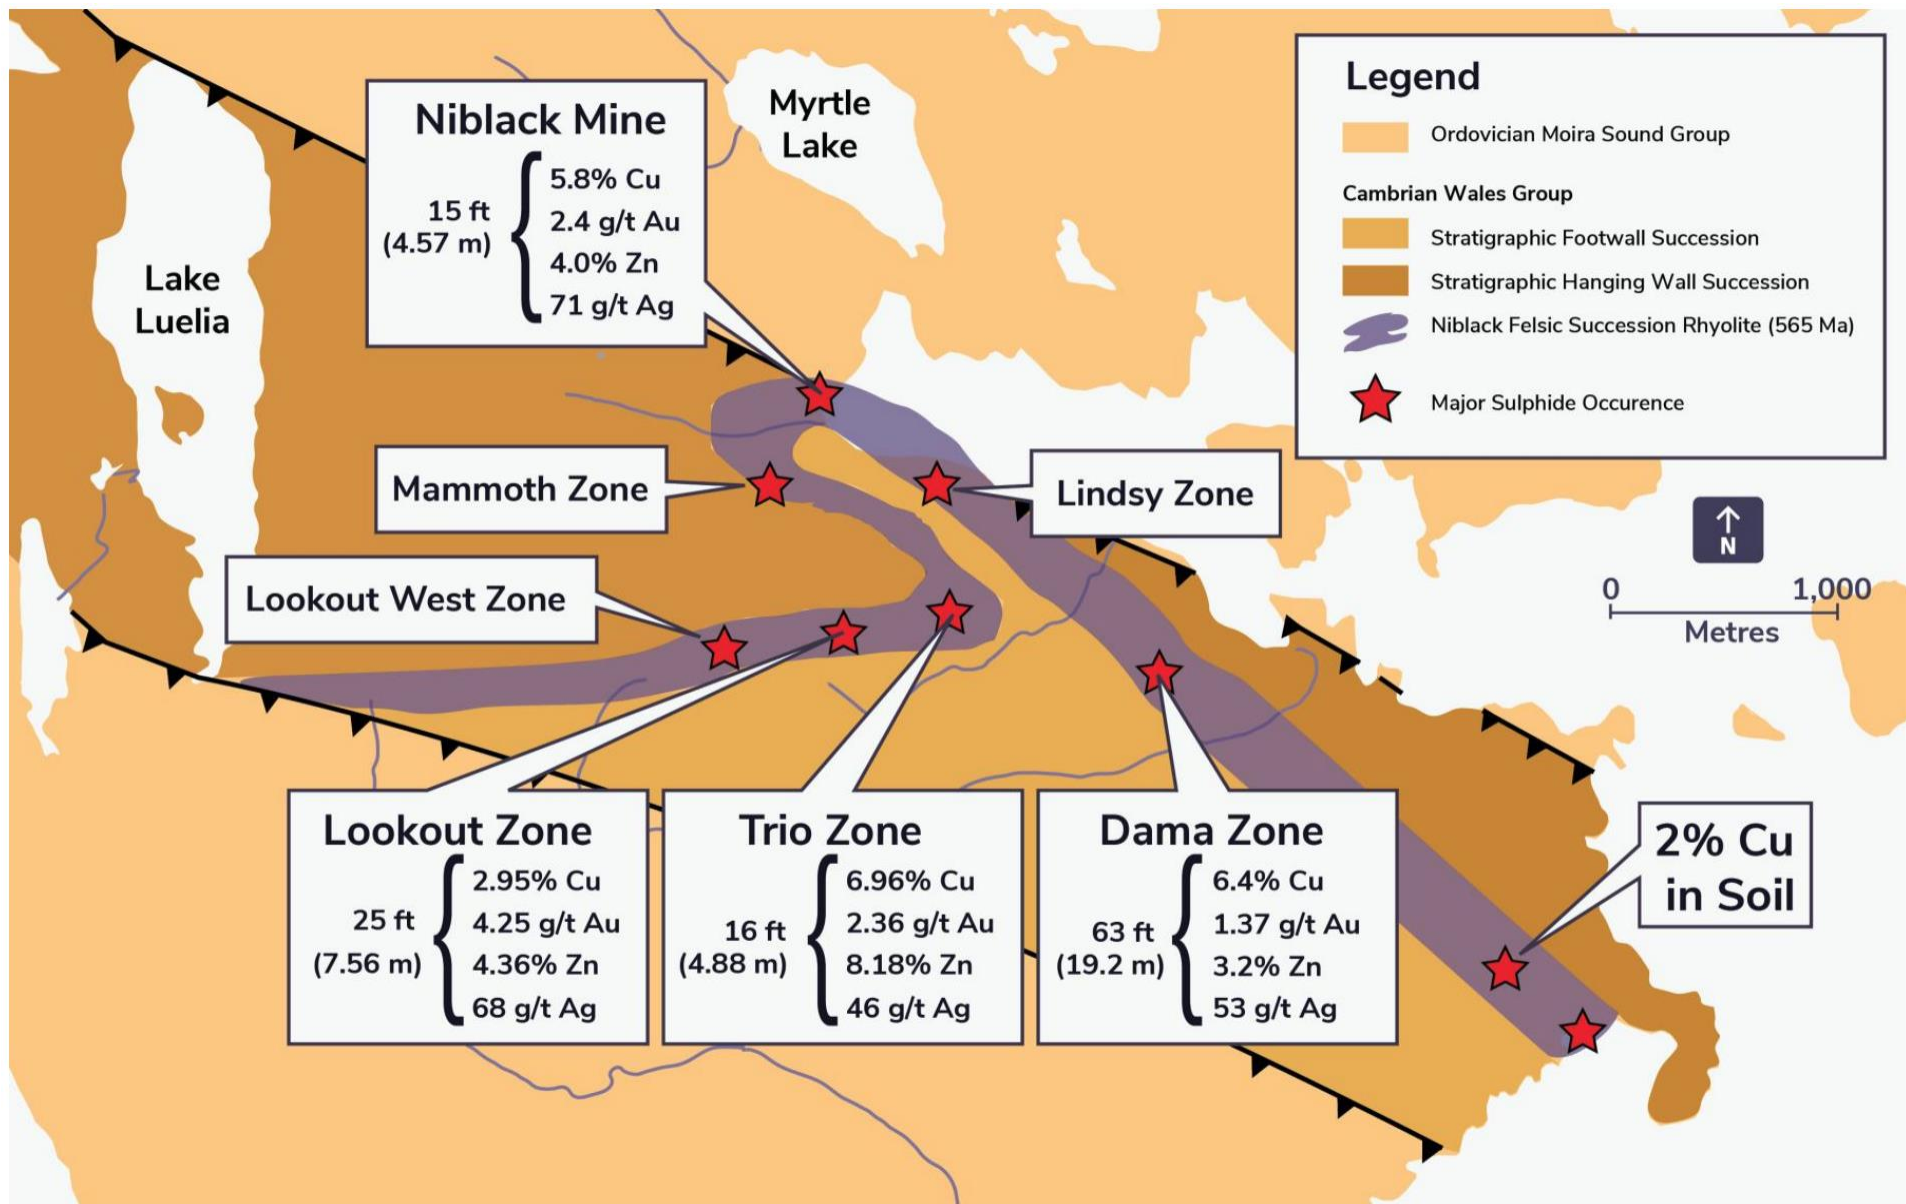 Niblack Mine
15 ft
(4.57 m)
5.8% Cu
2.4 g/t Au
4.0% Zn
71 g/t Ag
Myrtle
Lake
Lake
Luelia
Legend
Ordovician Moira Sound Group
Cambrian Wales Group
Stratigraphic Footwall Succession
Stratigraphic Hanging Wall Succession
Niblack Felsic Succession Rhyolite (565 Ma)
Major Sulphide Occurence
Mammoth Zone
Lindsy Zone
N
Lookout West Zone
0 1,000
Metres
Lookout Zone
25 ft
(7.56 m)
2.95% Cu
4.25 g/t Au
4.36% Zn
68 g/t Ag
Trio Zone
16 ft
(4.88 m)
6.96% Cu
2.36 g/t Au
8.18% Zn
46 g/t Ag
Dama Zone
63 ft
(19.2 m)
6.4% Cu
1.37 g/t Au
3.2% Zn
53 g/t Ag
2% Cu
in Soil